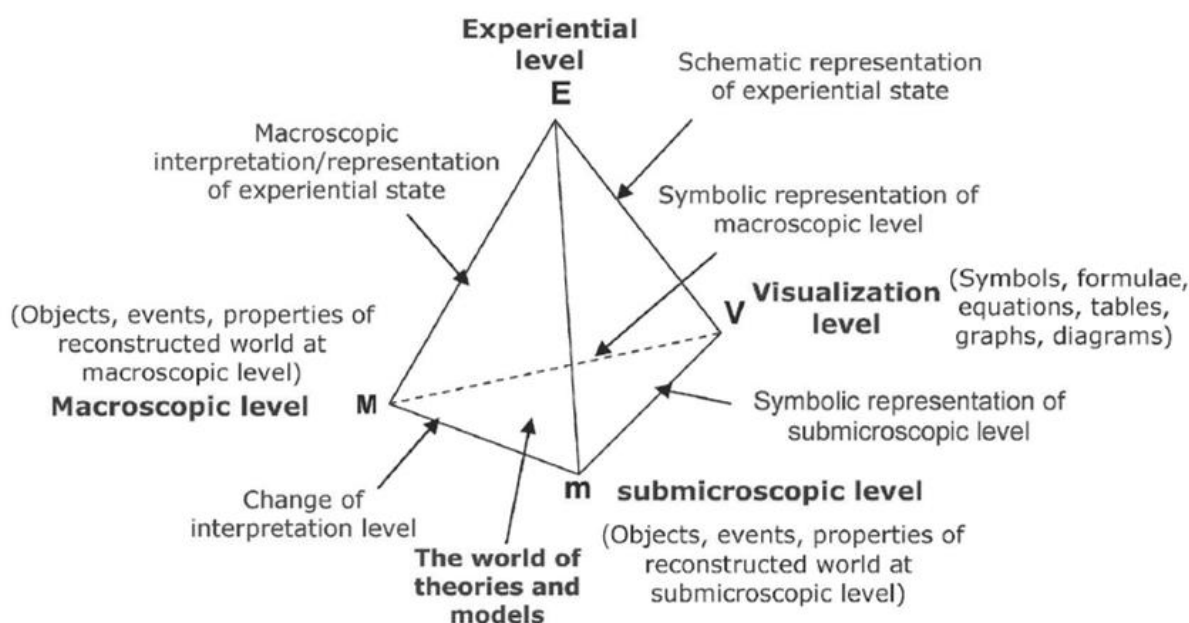 Experiential
level
E
Schematic representation
of experiential state
Macroscopic
interpretation/representation
of experiential state
Symbolic representation of
macroscopic level
V
Visualization
level
(Symbols, formulae,
equations, tables,
graphs, diagrams)
(Objects, events, properties of
reconstructed world at
macroscopic level)
Macroscopic level
M
Symbolic representation of
submicroscopic level
m
submicroscopic level
Change of
interpretation level
(Objects, events, properties of
reconstructed world at
submicroscopic level)
The world of
theories and
models